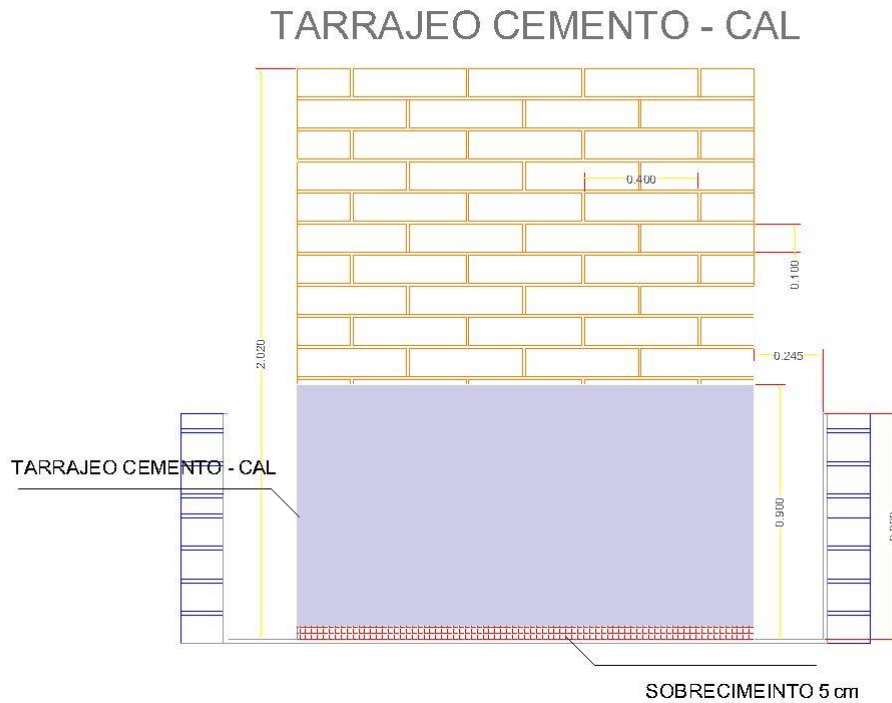 TARRAJEO CEMENTO - CAL
0.400
0.100
2.020
0.245
TARRAJEO CEMENTO - CAL
0.900
SOBRECIMEINTO 5 cm